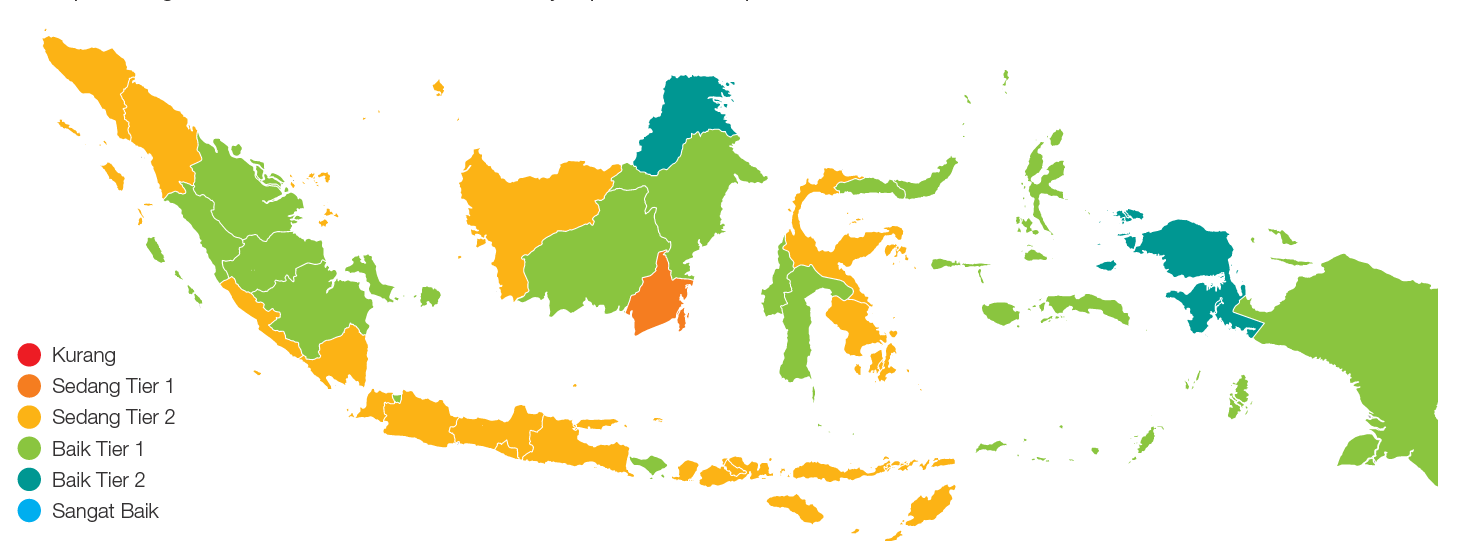 Kurang
Sedang Tier 1
Sedang Tier 2
Baik Tier 1
Baik Tier 2
Sangat Baik